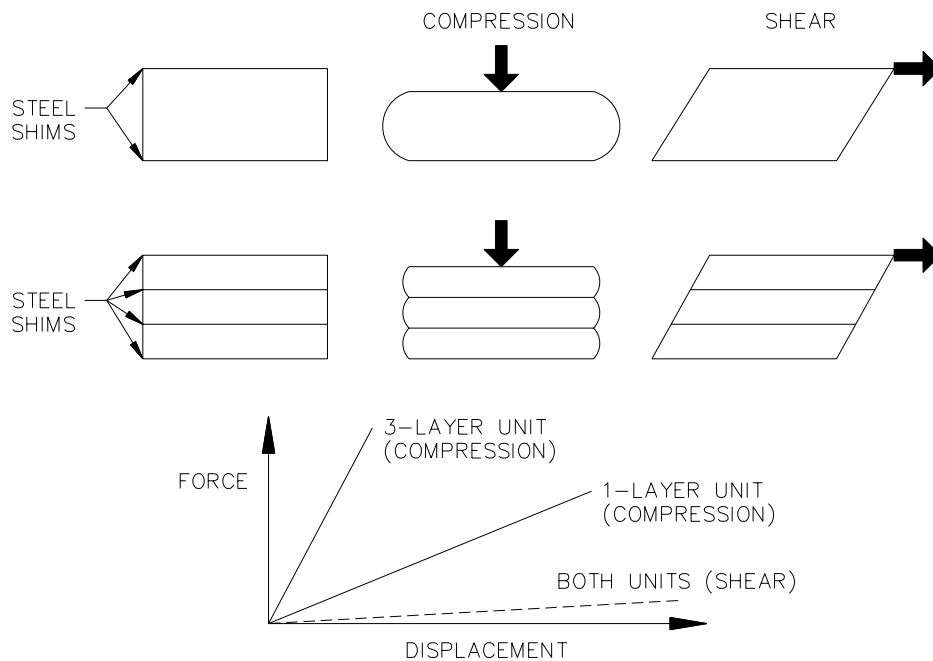 COMPRESSION
SHEAR
STEEL
SHIMS
STEEL
SHIMS
3-LAYER UNIT
(COMPRESSION)
FORCE
1-LAYER UNIT
(COMPRESSION)
BOTH UNITS (SHEAR)
DISPLACEMENT